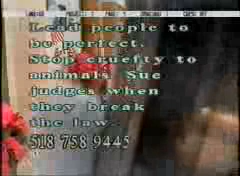 Lead people to
be perfect.
Stop cruelty to
animals Sue
judges when
they break
the law.
518 758 9445